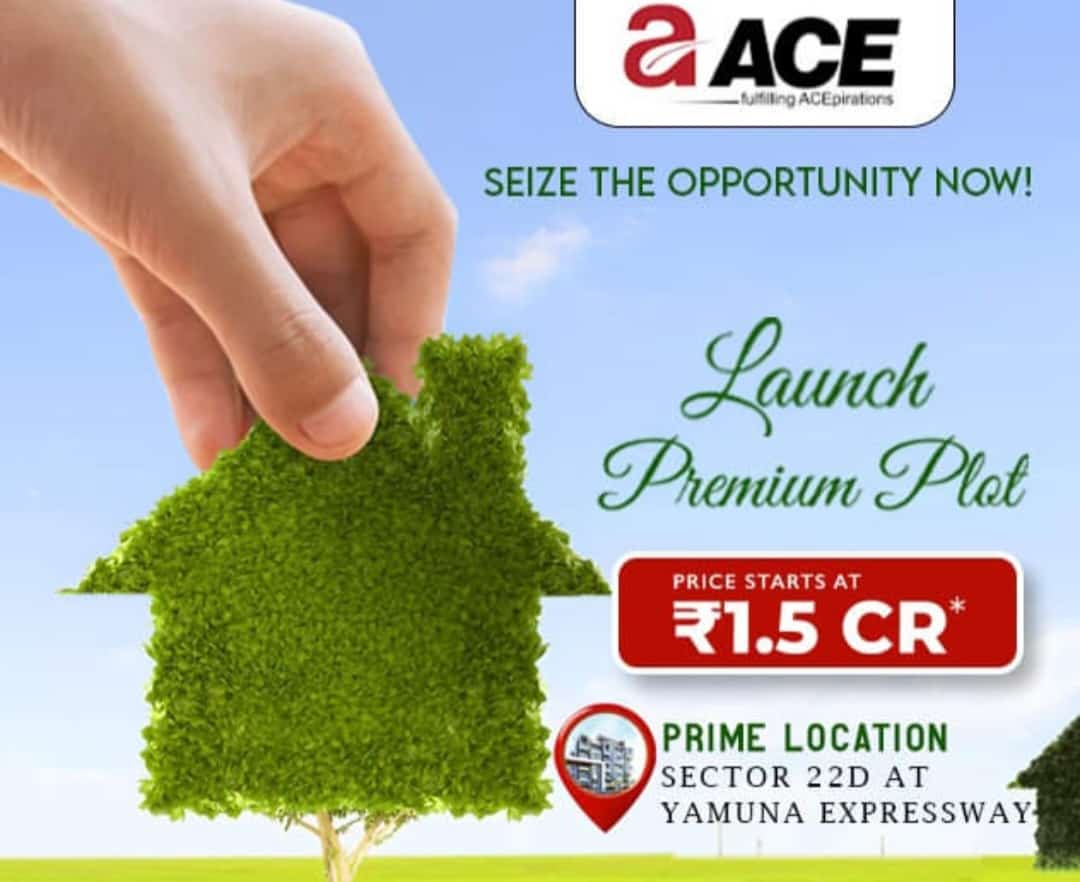 a ACE
fulfilling ACEpirations
SEIZE THE OPPORTUNITY NOW!
Launch
Premium Plot
PRICE STARTS AT
₹1.5 CR*
PRIME LOCATION
SECTOR 22D AT
YAMUNA EXPRESSWAY